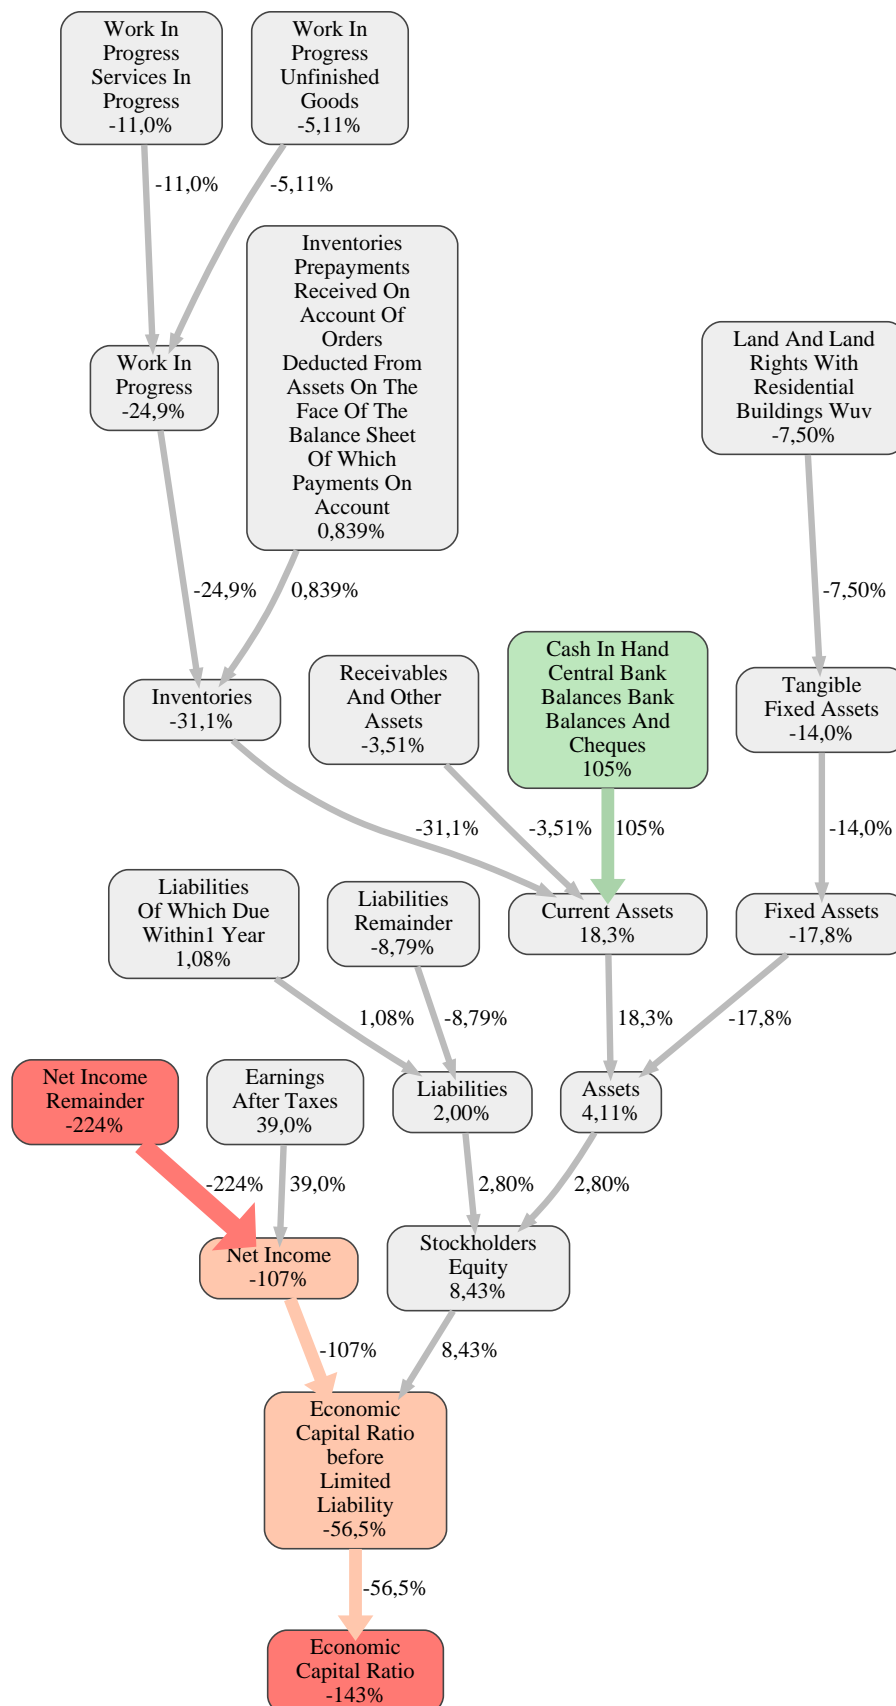 Work In
Progress
Services In
Progress
-11,0%
Work In
Progress
Unfinished
Goods
-5,11%
-11,0%
-5,11%
Inventories
Prepayments
Received On
Account Of
Orders
Deducted From
Assets On The
Face Of The
Balance Sheet
Of Which
Payments On
Account
0,839%
Work In
Progress
-24,9%
Land And Land
Rights With
Residential
Buildings Wuv
-7,50%
-24,9%
0,839%
-7,50%
Inventories
-31,1%
Receivables
And Other
Assets
-3,51%
Cash In Hand
Central Bank
Balances Bank
Balances And
Cheques
105%
Tangible
Fixed Assets
-14,0%
-31,1%
-3,51%
105%
-14,0%
Liabilities
Of Which Due
Within1 Year
1,08%
Liabilities
Remainder
-8,79%
Current Assets
18,3%
Fixed Assets
-17,8%
1,08%
-8,79%
18,3%
-17,8%
Net Income
Remainder
-224%
Earnings
After Taxes
39,0%
Liabilities
2,00%
Assets
4,11%
-224%
39,0%
2,80%
2,80%
Net Income
-107%
Stockholders
Equity
8,43%
-107%
8,43%
Economic
Capital Ratio
before
Limited
Liability
-56,5%
-56,5%
Economic
Capital Ratio
-143%